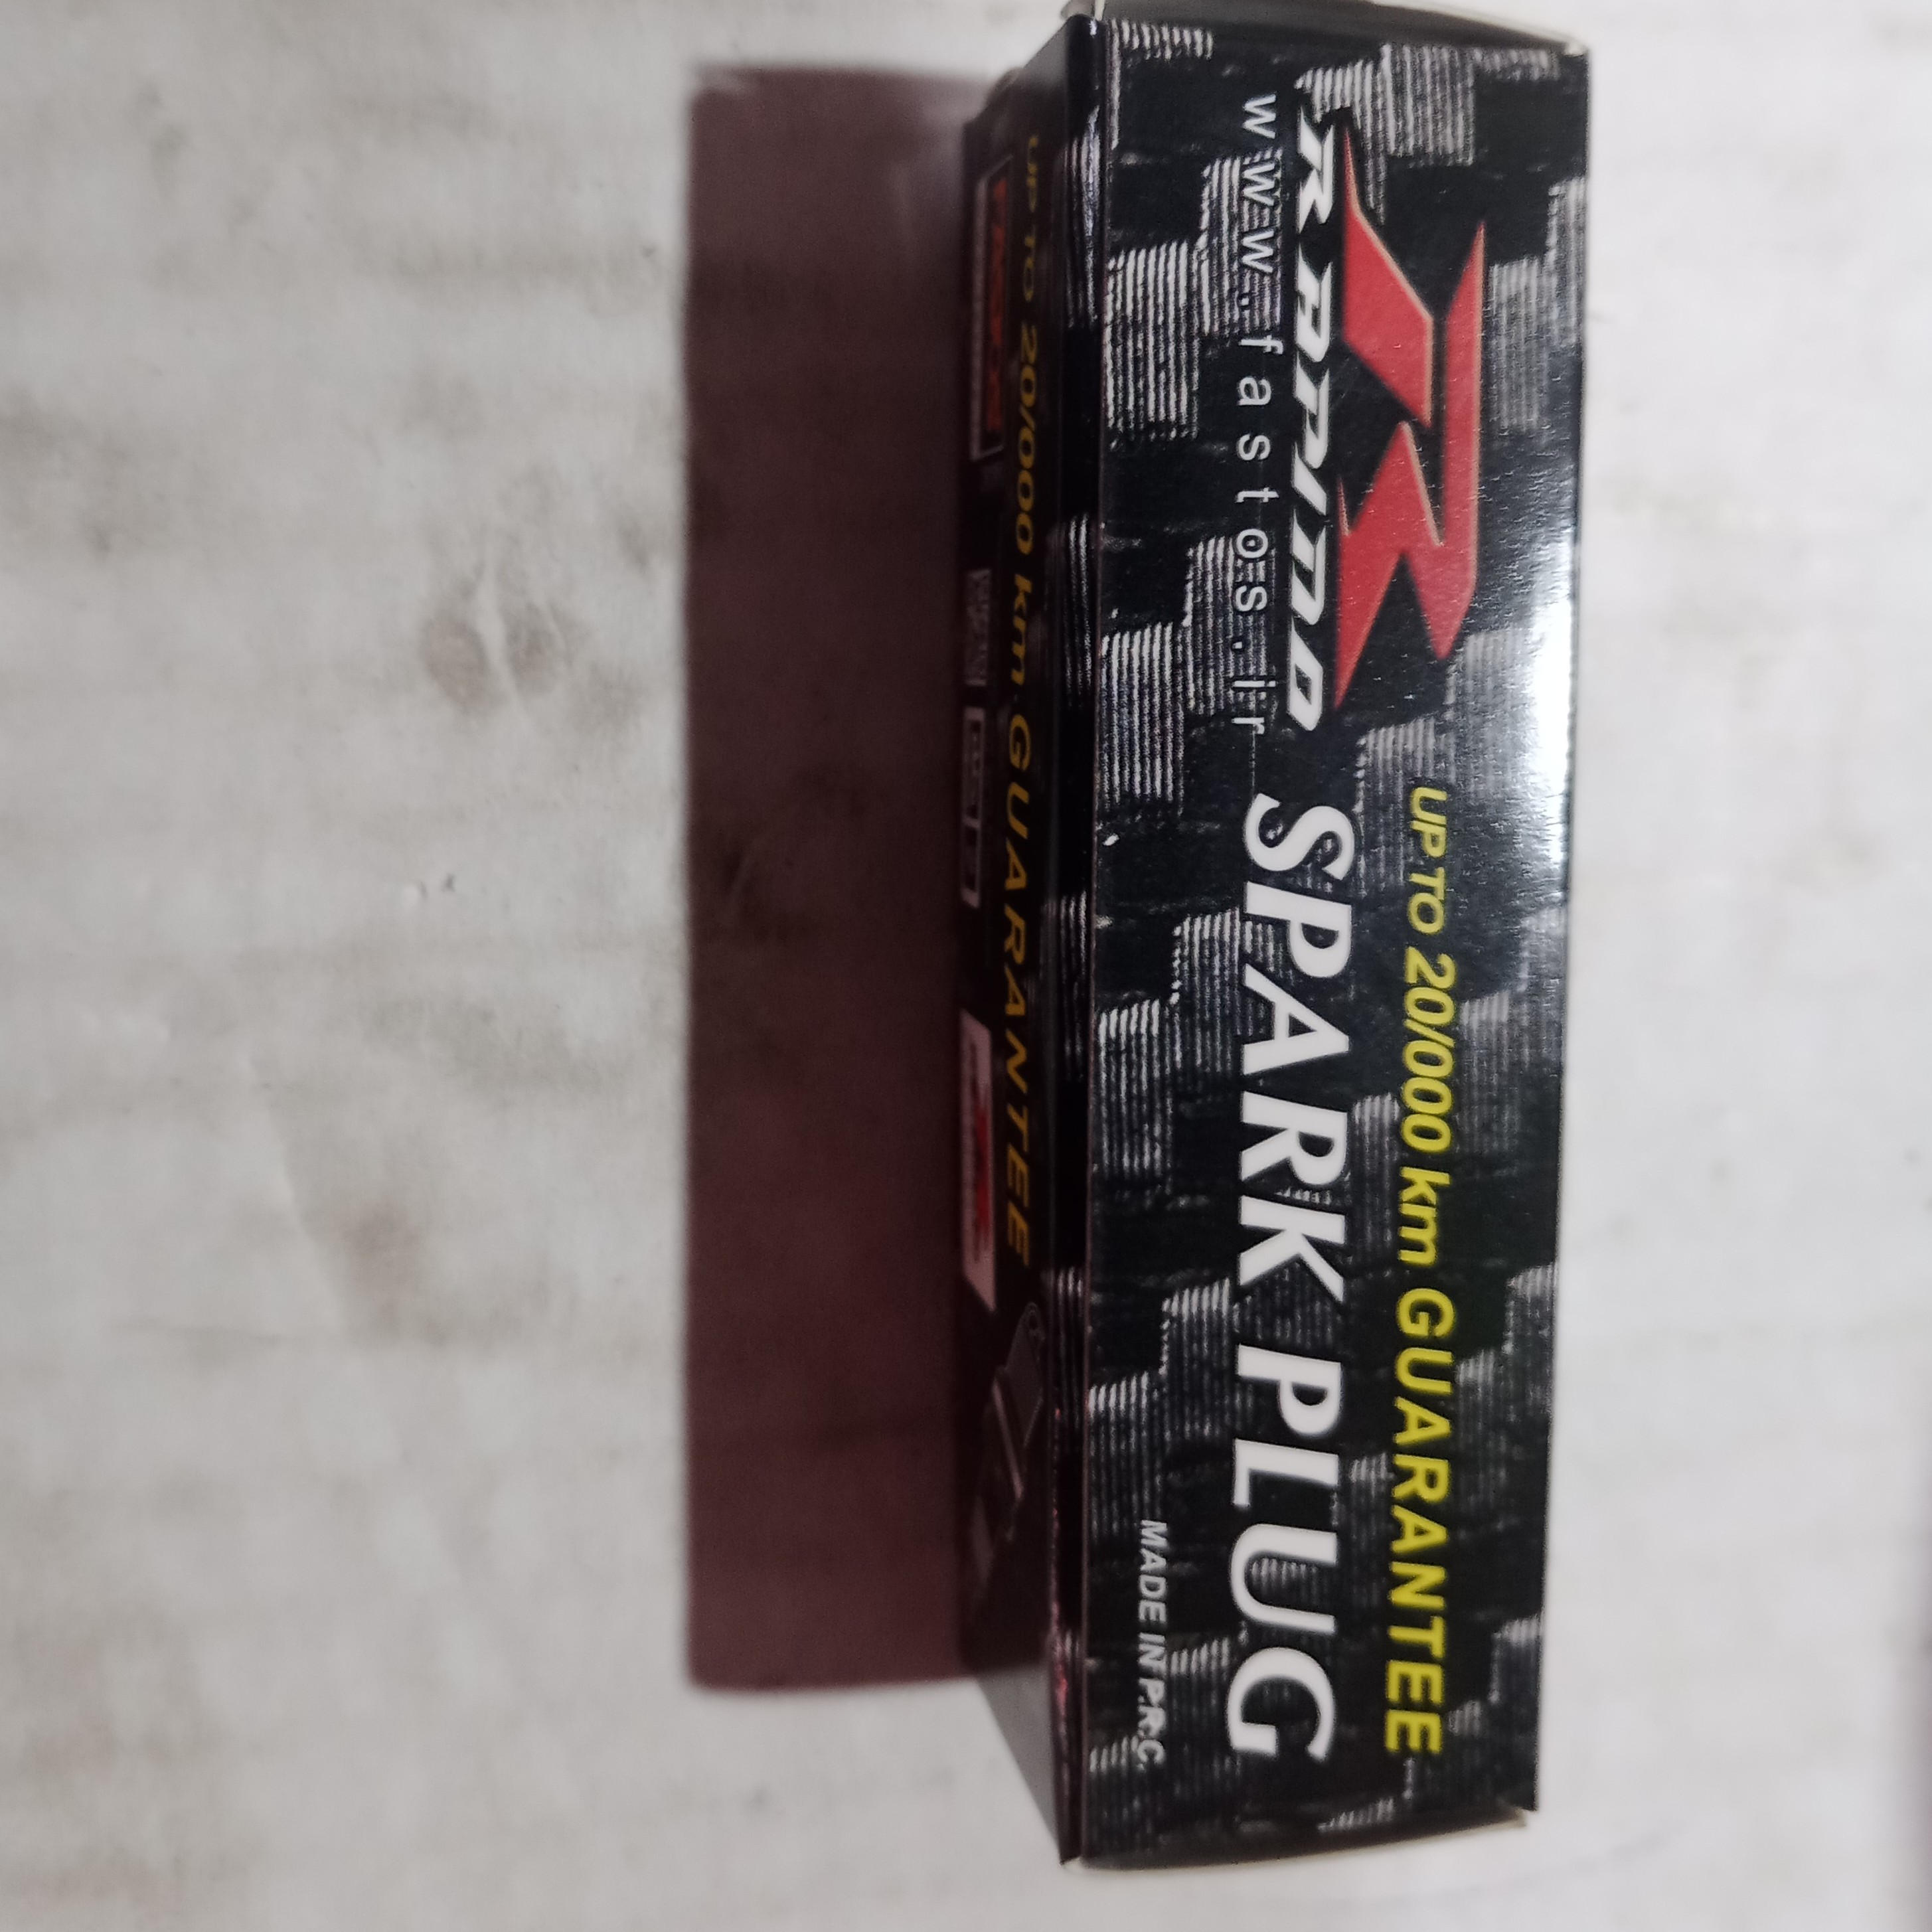 RAPIDO
www.fastos.ir
UP TO 20/000 km GUARANTEE
SPARK PLUG
MADE IN P.R.C.
UP TO 20/000 km GUARANTEE